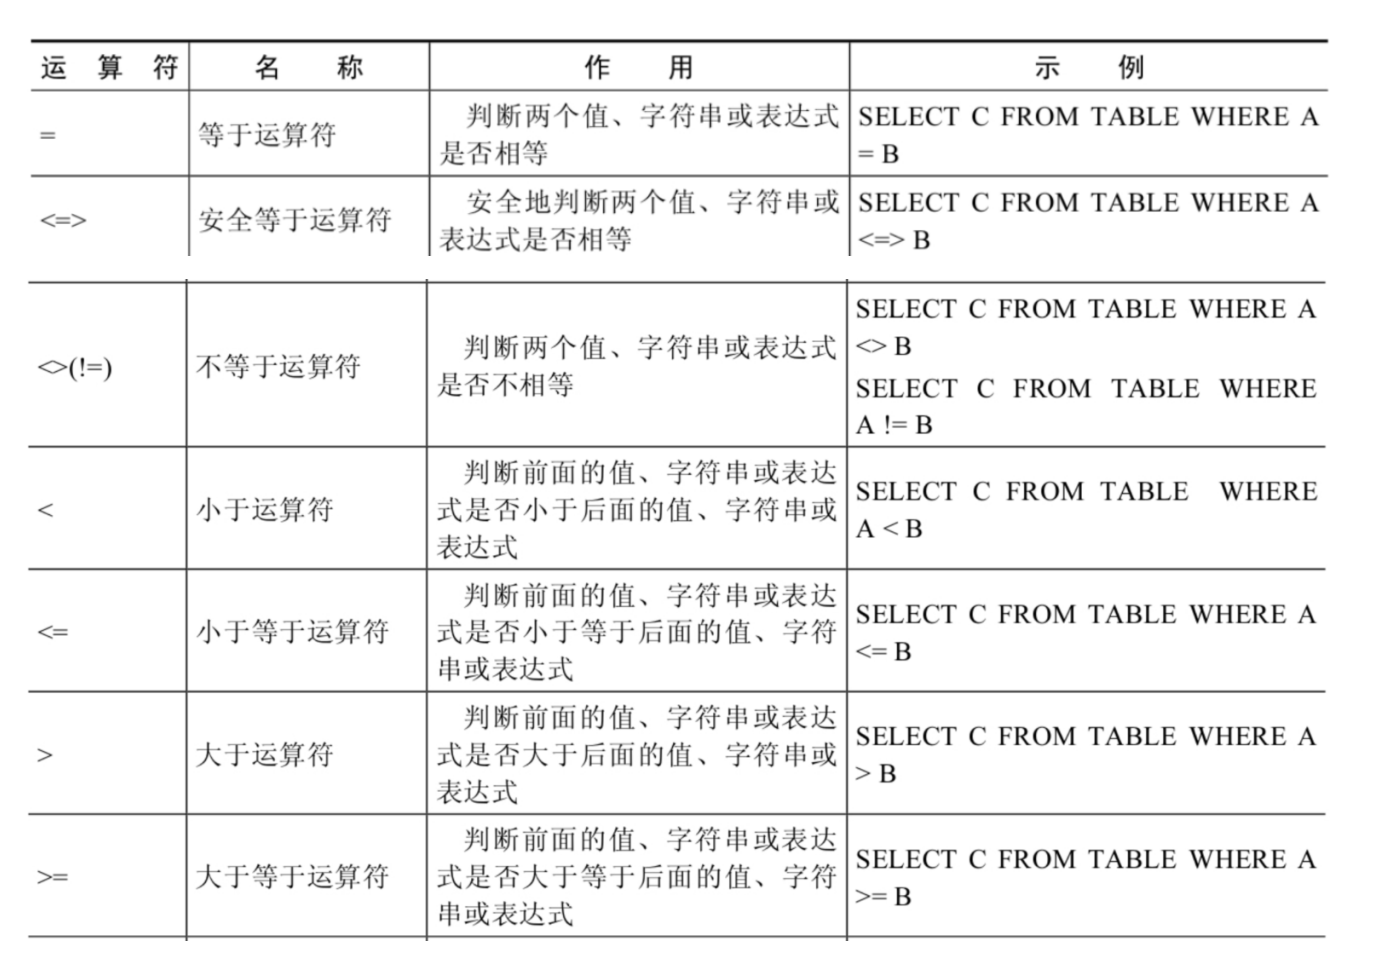 运 算 符 名 称 作 用 示 例
= 等于运算符 判断两个值、字符串或表达式 SELECT C FROM TABLE WHERE A
是否相等 = B
<=> 安全等于运算符 安全地判断两个值、字符串或 SELECT C FROM TABLE WHERE A
表达式是否相等 <=> B
<>(!=) 不等于运算符 判断两个值、字符串或表达式 SELECT C FROM TABLE WHERE A
是否不相等 <> B
SELECT C FROM TABLE WHERE
A != B
< 小于运算符 判断前面的值、字符串或表达 SELECT C FROM TABLE WHERE
式是否小于后面的值、字符串或 A < B
表达式
<= 小于等于运算符 判断前面的值、字符串或表达 SELECT C FROM TABLE WHERE A
式是否小于等于后面的值、字符 <= B
串或表达式
> 大于运算符 判断前面的值、字符串或表达 SELECT C FROM TABLE WHERE A
式是否大于后面的值、字符串或 > B
表达式
>= 大于等于运算符 判断前面的值、字符串或表达 SELECT C FROM TABLE WHERE A
式是否大于等于后面的值、字符 >= B
串或表达式